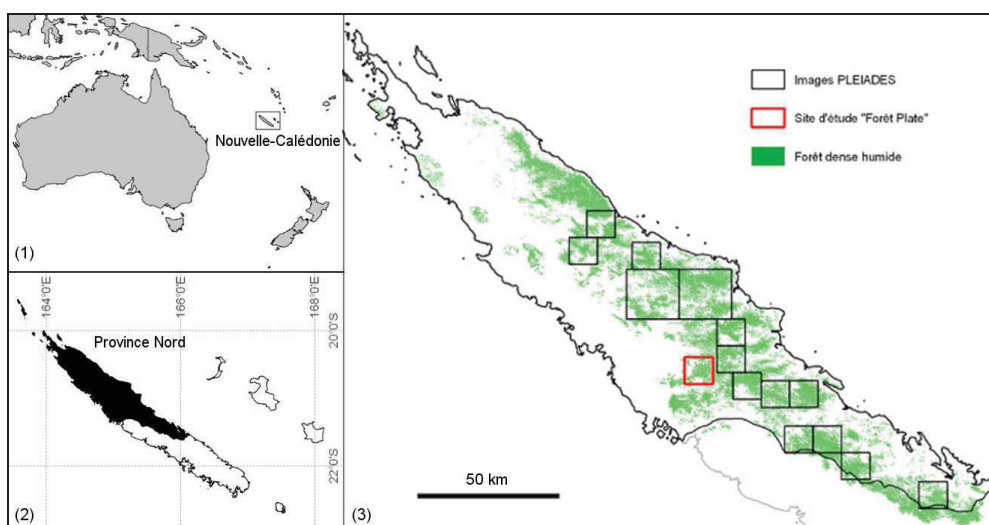 Nouvelle-Calédonie
(1)
164°0'E
166°0'E
168°0'E
Province Nord
20°0'S
22°0'S
(2)
Images PLEIADES
Site d'étude "Forêt Plate"
Forêt dense humide
50 km
(3)